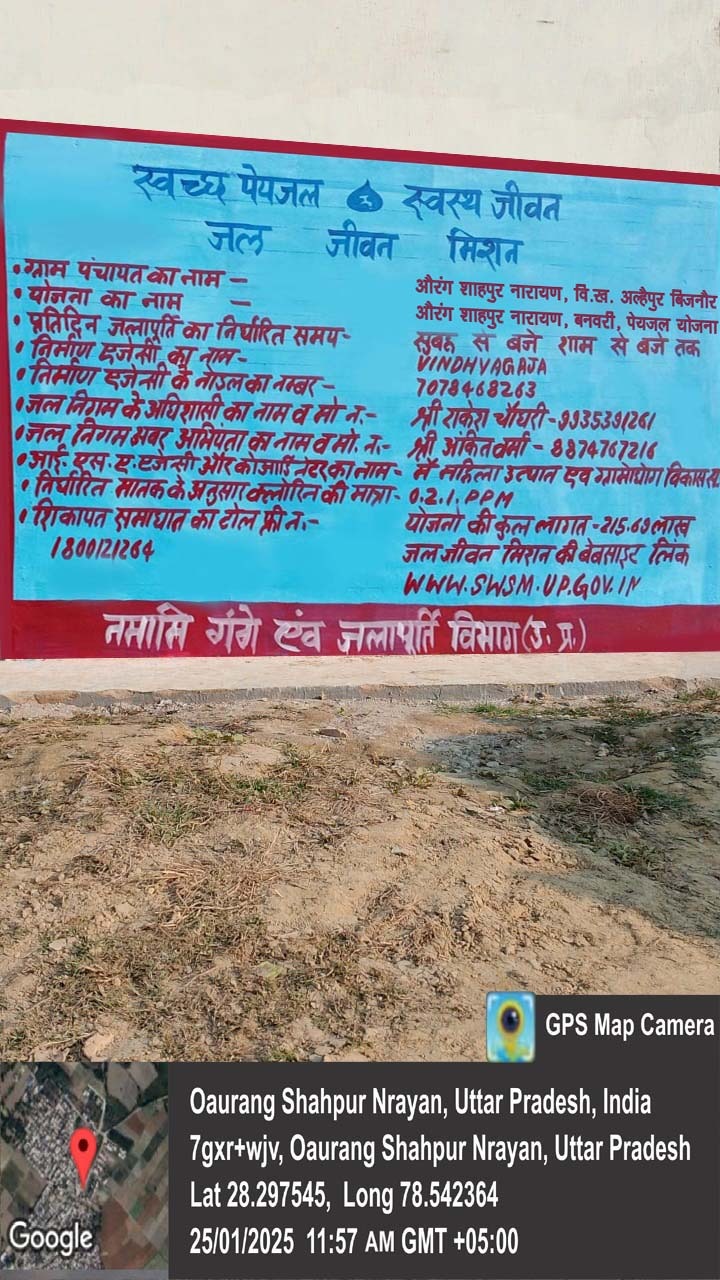 स्वच्छ पेयजल स्वस्थ जीवन
जल जीवन मिशन
• ग्राम पंचायत का नाम –
औरंग शाहपुर नारायण, वि.ख. अल्हैपुर बिजनौर
• योजना का नाम –
औरंग शाहपुर नारायण, बनवरी, पेयजल योजना
• प्रतिदिन जलापूर्ति का निर्धारित समय-
सुबह से बजे शाम से बजे तक
• निर्माण एजेन्सी का नाम-
VINDHYAGAJA
• निर्माण एजेन्सी के नोडल का नम्बर-
7078468263
• जल निगम के अधिशासी का नाम व मो न.-
श्री राकेश चौधरी-9935391261
• जल निगम अवर अभियंता का नाम व मो. न.-
श्री अंकित वर्मा - 8874767216
• आई. एस. ए. एजेन्सी और कोआर्डिनेटर का नाम-
में महिला उत्थान एवं ग्रामोद्योग विकास सं
• निर्धारित मानक के अनुसार क्लोरिन की मात्रा-
0.2.1.PPM
• शिकायत समाधान का टोल फ्री न.-
योजनो की कुल लागत-215.69 लाख
1800121264
जल जीवन मिशन की वेबसाइट लिंक
WWW.SWSM.UP.GOV.IN
नमामि गंगे एंव जलापूर्ति विभाग (उ. प्र.)
GPS Map Camera
Oaurang Shahpur Nrayan, Uttar Pradesh, India
7gxr+wjv, Oaurang Shahpur Nrayan, Uttar Pradesh
Lat 28.297545, Long 78.542364
25/01/2025 11:57 AM GMT +05:00
Google